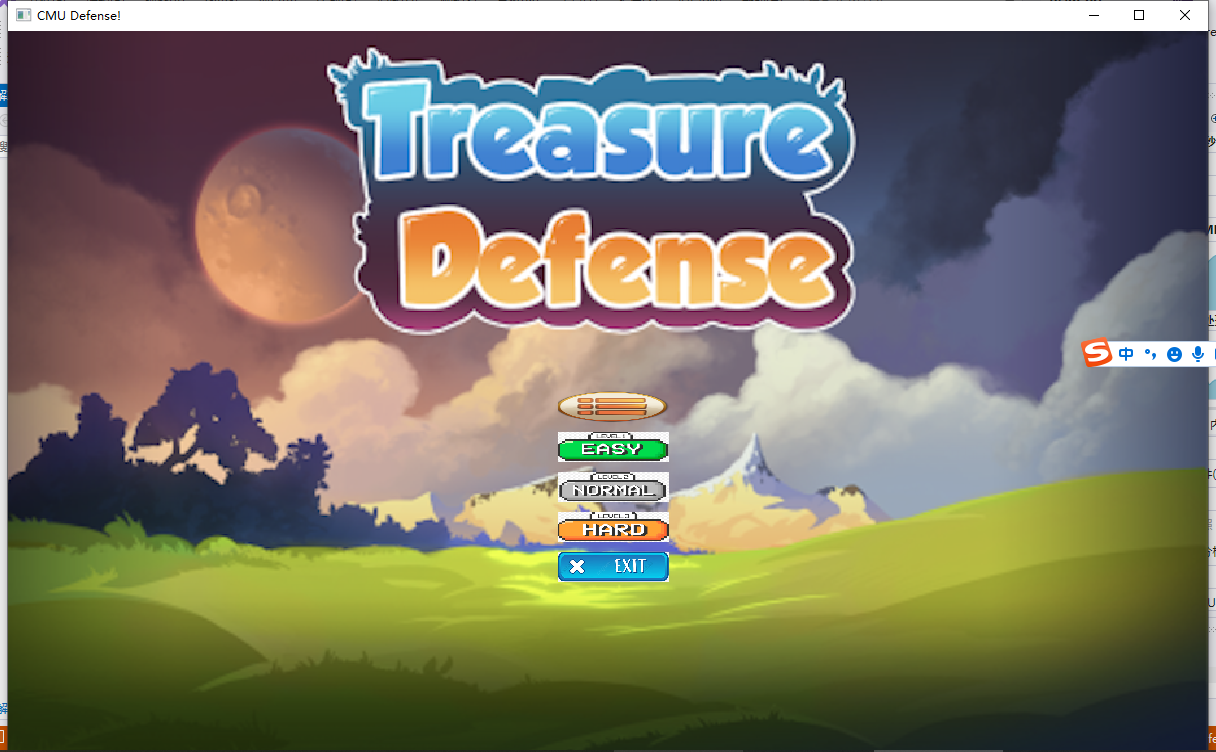 CMU Defense!
Treasure
Defense
LEVEL 1
EASY
LEVEL 2
NORMAL
LEVEL 3
HARD
EXIT
中